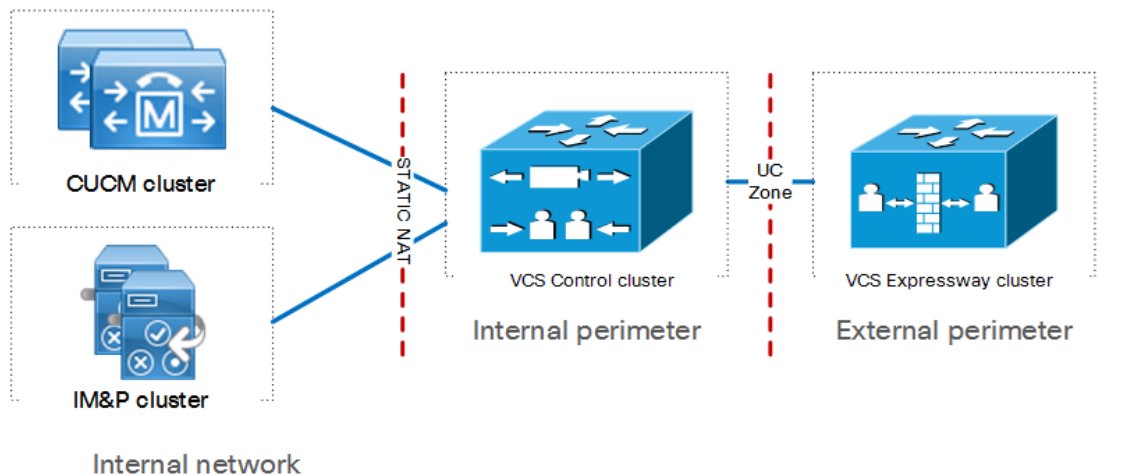 M
CUCM cluster
IM&P cluster
Internal network
STATIC NAT
VCS Control cluster
Internal perimeter
UC
Zone
VCS Expressway cluster
External perimeter